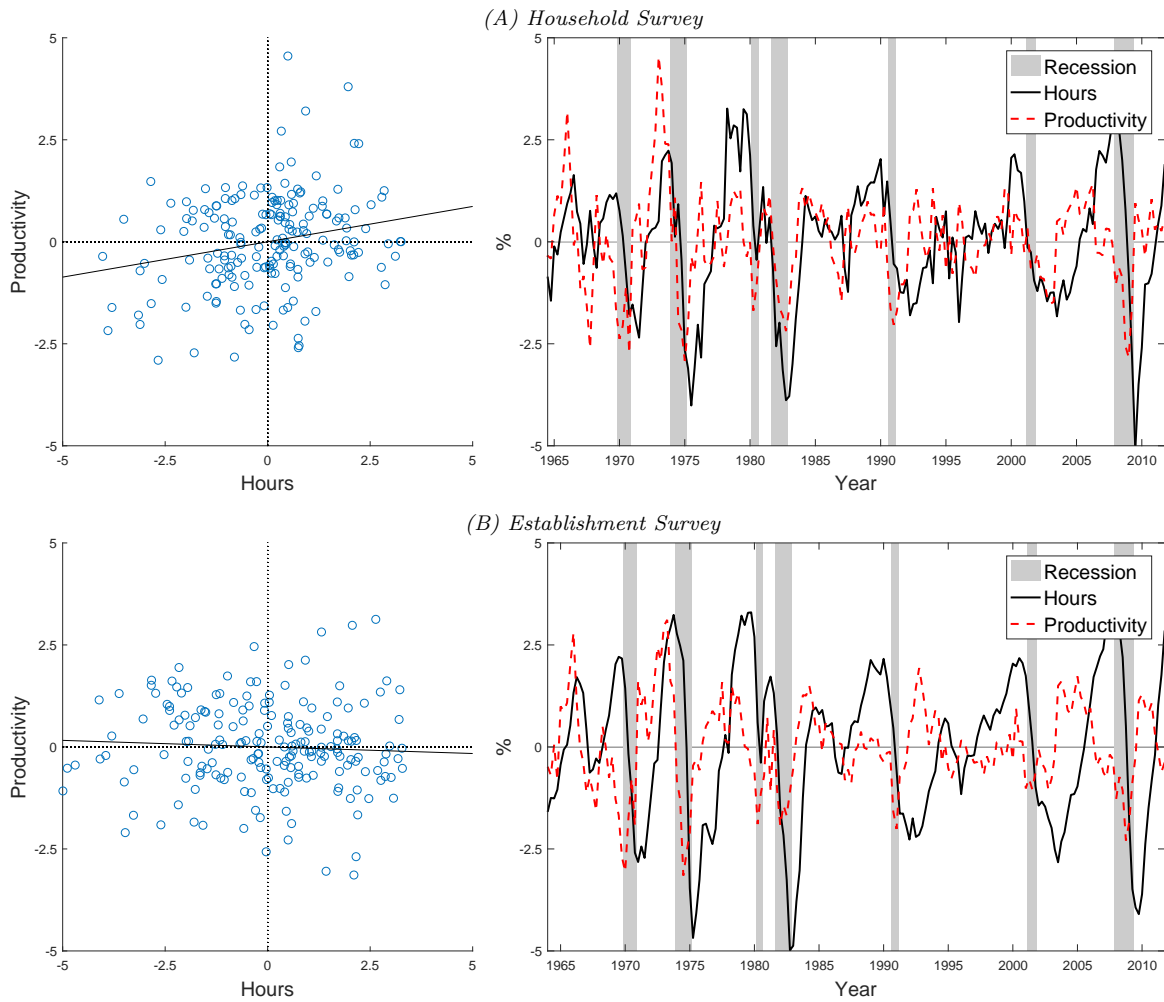 (A) Household Survey
Productivity
5
2.5
0
-2.5
-5
-5 -2.5 0 2.5 5
Hours
%
5
2.5
0
-2.5
-5
Recession
Hours
Productivity
1965 1970 1975 1980 1985 1990 1995 2000 2005 2010
Year
(B) Establishment Survey
Productivity
5
2.5
0
-2.5
-5
-5 -2.5 0 2.5 5
Hours
%
5
2.5
0
-2.5
-5
Recession
Hours
Productivity
1965 1970 1975 1980 1985 1990 1995 2000 2005 2010
Year